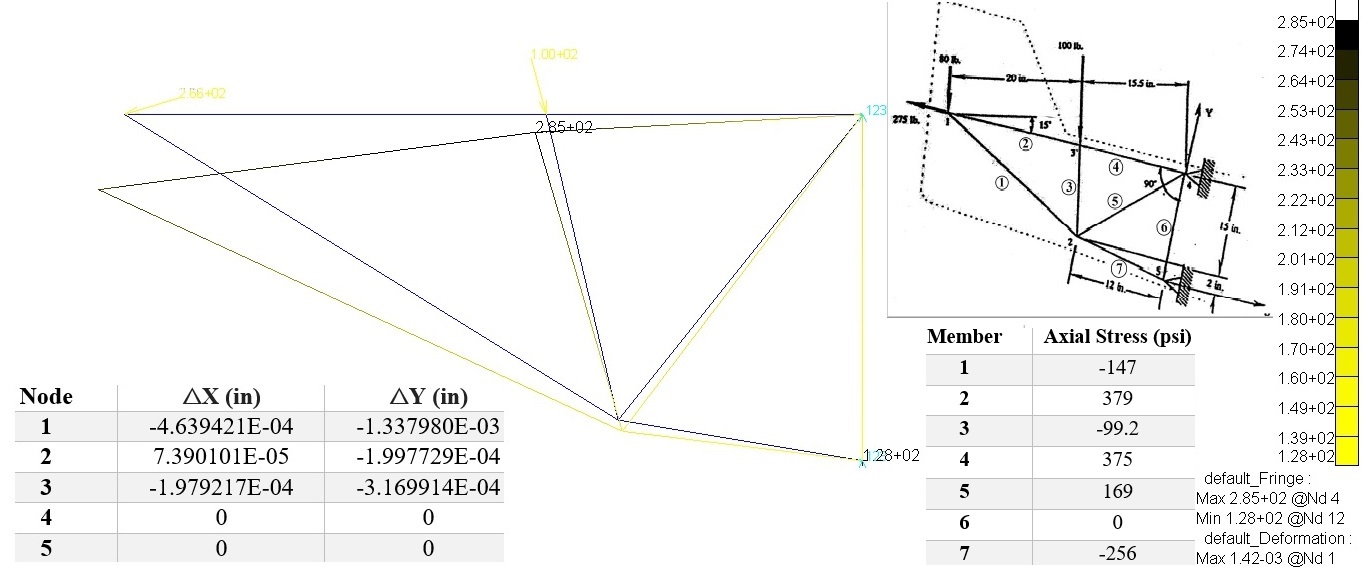 2.66+02
1.00+02
2.85+02
123
123
1.28+02
80 lb.
100 lb.
20 in.
15.5 in.
275 lb.
15°
90°
Y
15 in.
2 in.
12 in.
1
2
3
4
5
①
②
③
④
⑤
⑥
⑦
2.85+02
2.74+02
2.64+02
2.53+02
2.43+02
2.33+02
2.22+02
2.12+02
2.01+02
1.91+02
1.80+02
1.70+02
1.60+02
1.49+02
1.39+02
1.28+02
default_Fringe :
Max 2.85+02 @Nd 4
Min 1.28+02 @Nd 12
default_Deformation :
Max 1.42-03 @Nd 1
Node △X (in) △Y (in)
1 -4.639421E-04 -1.337980E-03
2 7.390101E-05 -1.997729E-04
3 -1.979217E-04 -3.169914E-04
4 0 0
5 0 0
Member Axial Stress (psi)
1 -147
2 379
3 -99.2
4 375
5 169
6 0
7 -256